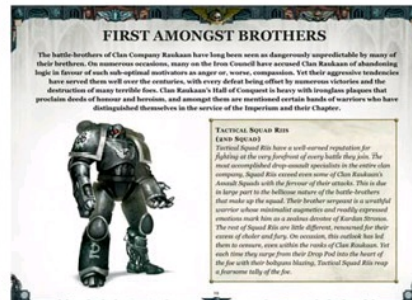 FIRST AMONGST BROTHERS
The battle-brothers of Clan Company Raukaan have long been seen as dangerously unpredictable by many of
their brethren. On numerous occasions, many on the Iron Council have accused Clan Raukaan of abandoning
logic in favour of such sub-optimal motivators as anger or, worse, compassion. Yet their aggressive tendencies
have served them well over the centuries, with every defeat being offset by numerous victories and the
destruction of many terrible foes. Clan Raukaan's Hall of Conquest is heavy with ironglass plaques that
proclaim deeds of honour and heroism, and amongst them are mentioned certain bands of warriors who have
distinguished themselves in the service of the Imperium and their Chapter.
TACTICAL SQUAD RIIS
(2ND SQUAD)
Tactical Squad Riis have a well-earned reputation for
fighting at the very forefront of every battle they join. The
most accomplished drop-assault specialists in the entire clan
company, Squad Riis exceed even some of Clan Raukaan's
Assault Squads with the fervour of their attacks. This is due
in large part to the bellicose nature of the battle-brothers
that make up the squad. Their brother sergeant is a wrathful
warrior whose minimalist augmetics and readily expressed
emotions mark him as a zealous devotee of Kardan Stronos.
The rest of Squad Riis are little different, renowned for their
excess of choler and fury. On occasion, this outlook has led
them to censure, even within the ranks of Clan Raukaan. Yet
each time they surge from their Drop Pod into the heart of
the foe with their boltguns blazing, Tactical Squad Riis reap
a fearsome tally of the foe.